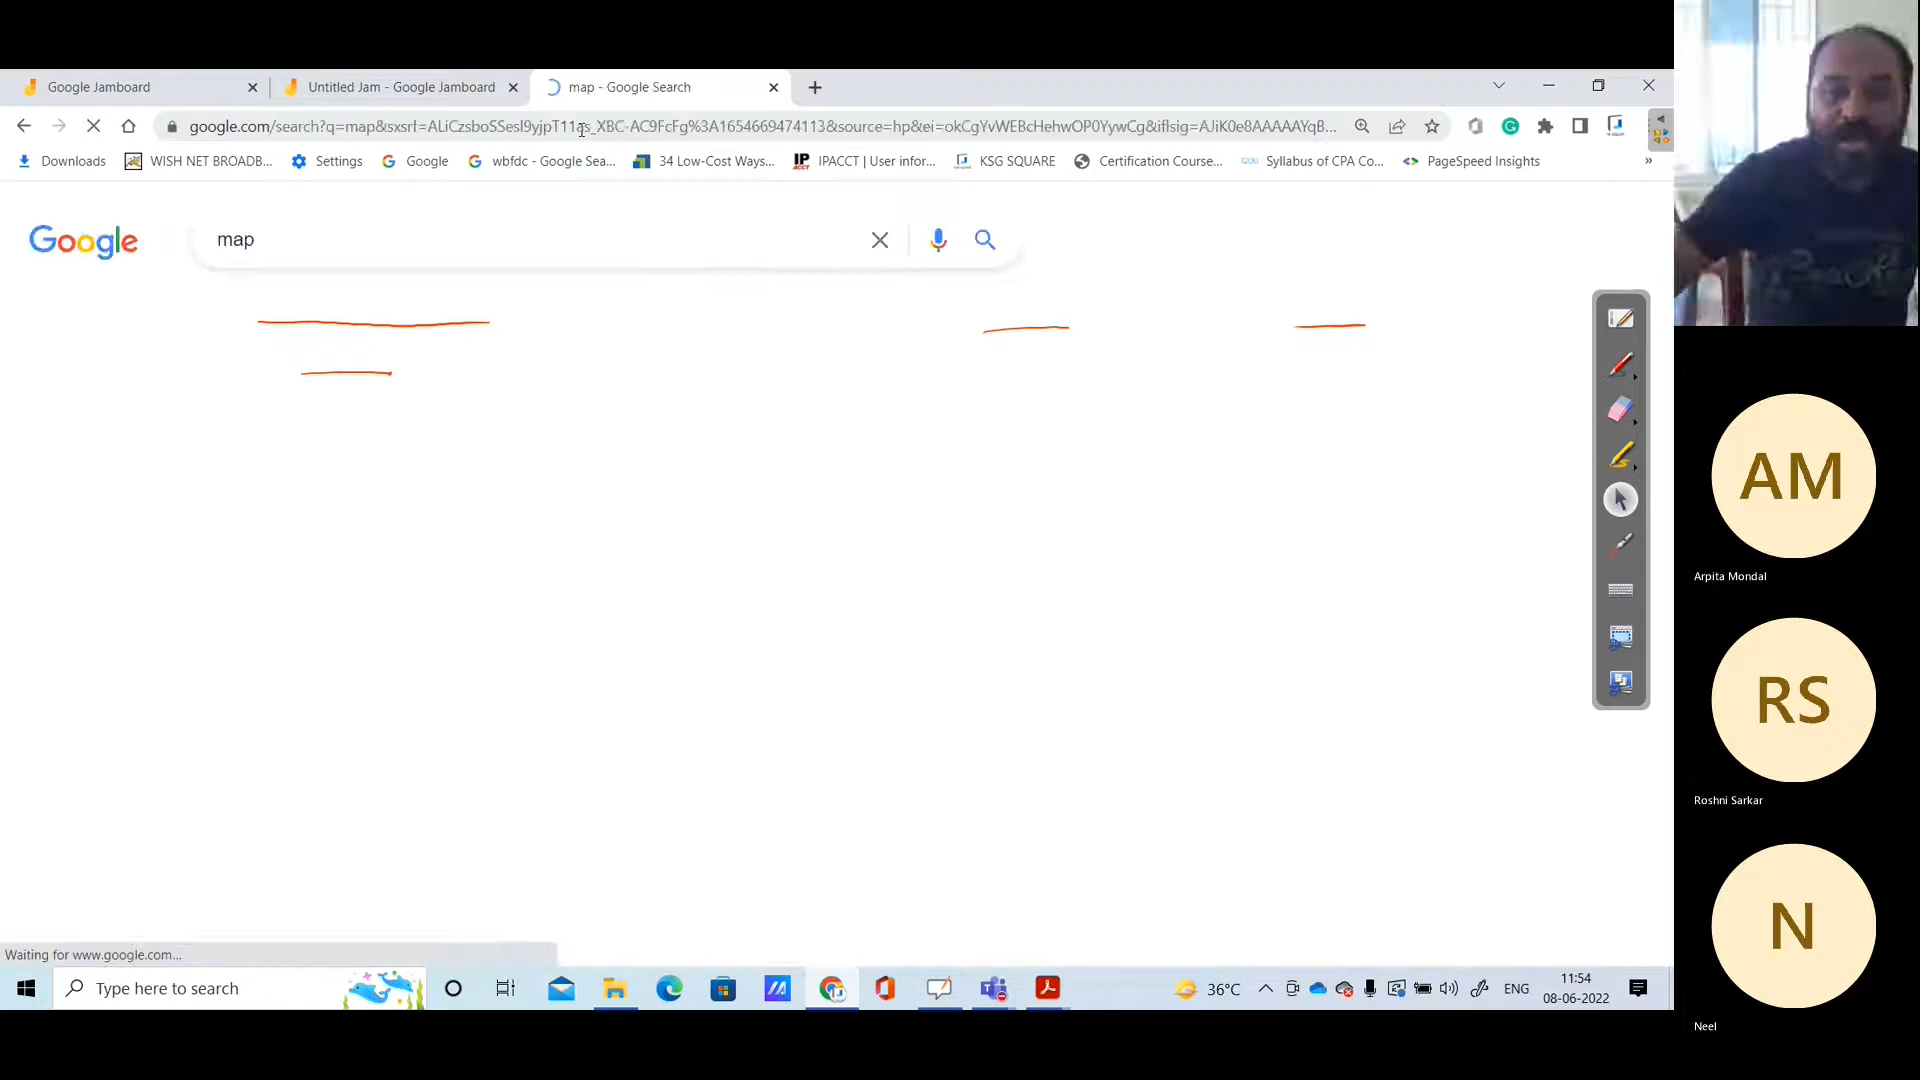 Google Jamboard
Untitled Jam - Google Jamboard
map - Google Search
google.com/search?q=map&sxsrf=ALiCzsboSSesI9yjpT11as_XBC-AC9FcFg%3A1654669474113&source=hp&ei=okCgYvWEBcHehwOP0YywCg&iflsig=AJiK0e8AAAAAYqB...
Downloads
WISH NET BROADB...
Settings
Google
wbfdc - Google Sea...
34 Low-Cost Ways...
IP
ACCT
IPACCT | User infor...
KSG SQUARE
Certification Course...
Syllabus of CPA Co...
PageSpeed Insights
»
Google
map
AM
Arpita Mondal
RS
Roshni Sarkar
N
Neel
Waiting for www.google.com...
Type here to search
36°C
ENG
11:54
08-06-2022